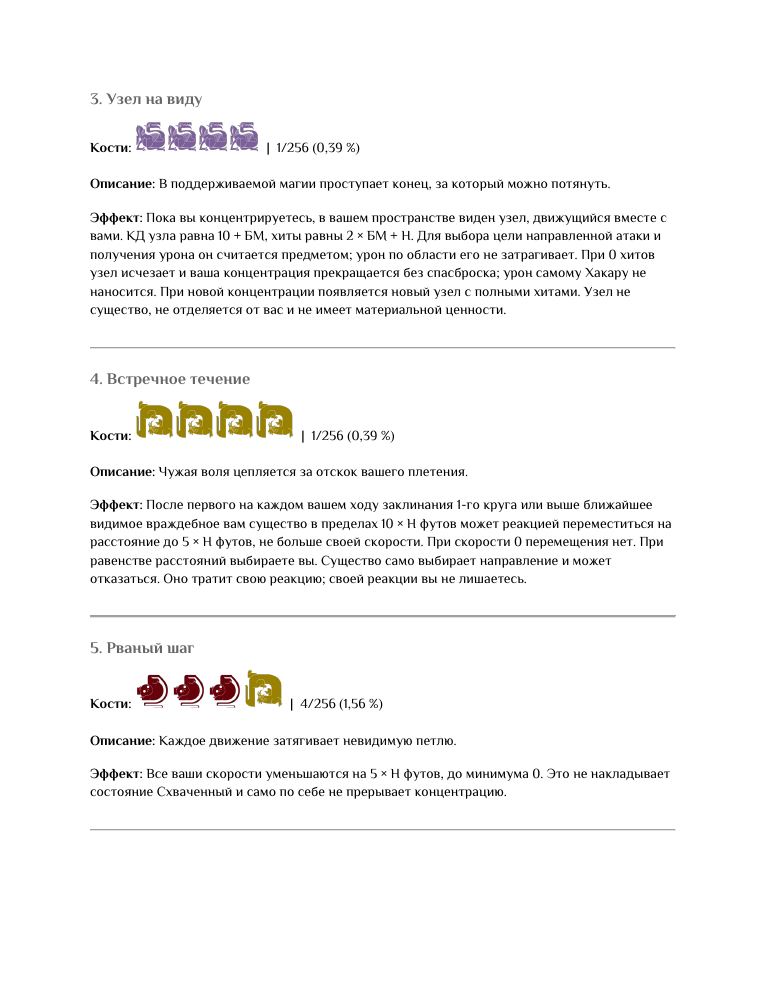 3. Узел на виду
Кости: | 1/256 (0,39 %)
Описание: В поддерживаемой магии проступает конец, за который можно потянуть.
Эффект: Пока вы концентрируетесь, в вашем пространстве виден узел, движущийся вместе с
вами. КД узла равна 10 + БМ, хиты равны 2 × БМ + Н. Для выбора цели направленной атаки и
получения урона он считается предметом; урон по области его не затрагивает. При 0 хитов
узел исчезает и ваша концентрация прекращается без спасброска; урон самому Хакару не
наносится. При новой концентрации появляется новый узел с полными хитами. Узел не
существо, не отделяется от вас и не имеет материальной ценности.
4. Встречное течение
Кости: | 1/256 (0,39 %)
Описание: Чужая воля цепляется за отскок вашего плетения.
Эффект: После первого на каждом вашем ходу заклинания 1-го круга или выше ближайшее
видимое враждебное вам существо в пределах 10 × Н футов может реакцией переместиться на
расстояние до 5 × Н футов, не больше своей скорости. При скорости 0 перемещения нет. При
равенстве расстояний выбираете вы. Существо само выбирает направление и может
отказаться. Оно тратит свою реакцию; своей реакции вы не лишаетесь.
5. Рваный шаг
Кости: | 4/256 (1,56 %)
Описание: Каждое движение затягивает невидимую петлю.
Эффект: Все ваши скорости уменьшаются на 5 × Н футов, до минимума 0. Это не накладывает
состояние Схваченный и само по себе не прерывает концентрацию.